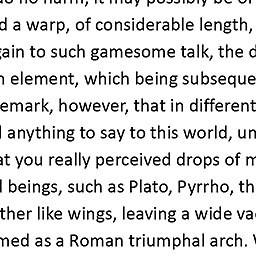 do no harm, it may possibly be of
d a warp, of considerable length,
gain to such gamesome talk, the d
element, which being subseque
emark, however, that in different
anything to say to this world, un
at you really perceived drops of m
beings, such as Plato, Pyrrho, th
ther like wings, leaving a wide va
med as a Roman triumphal arch. W